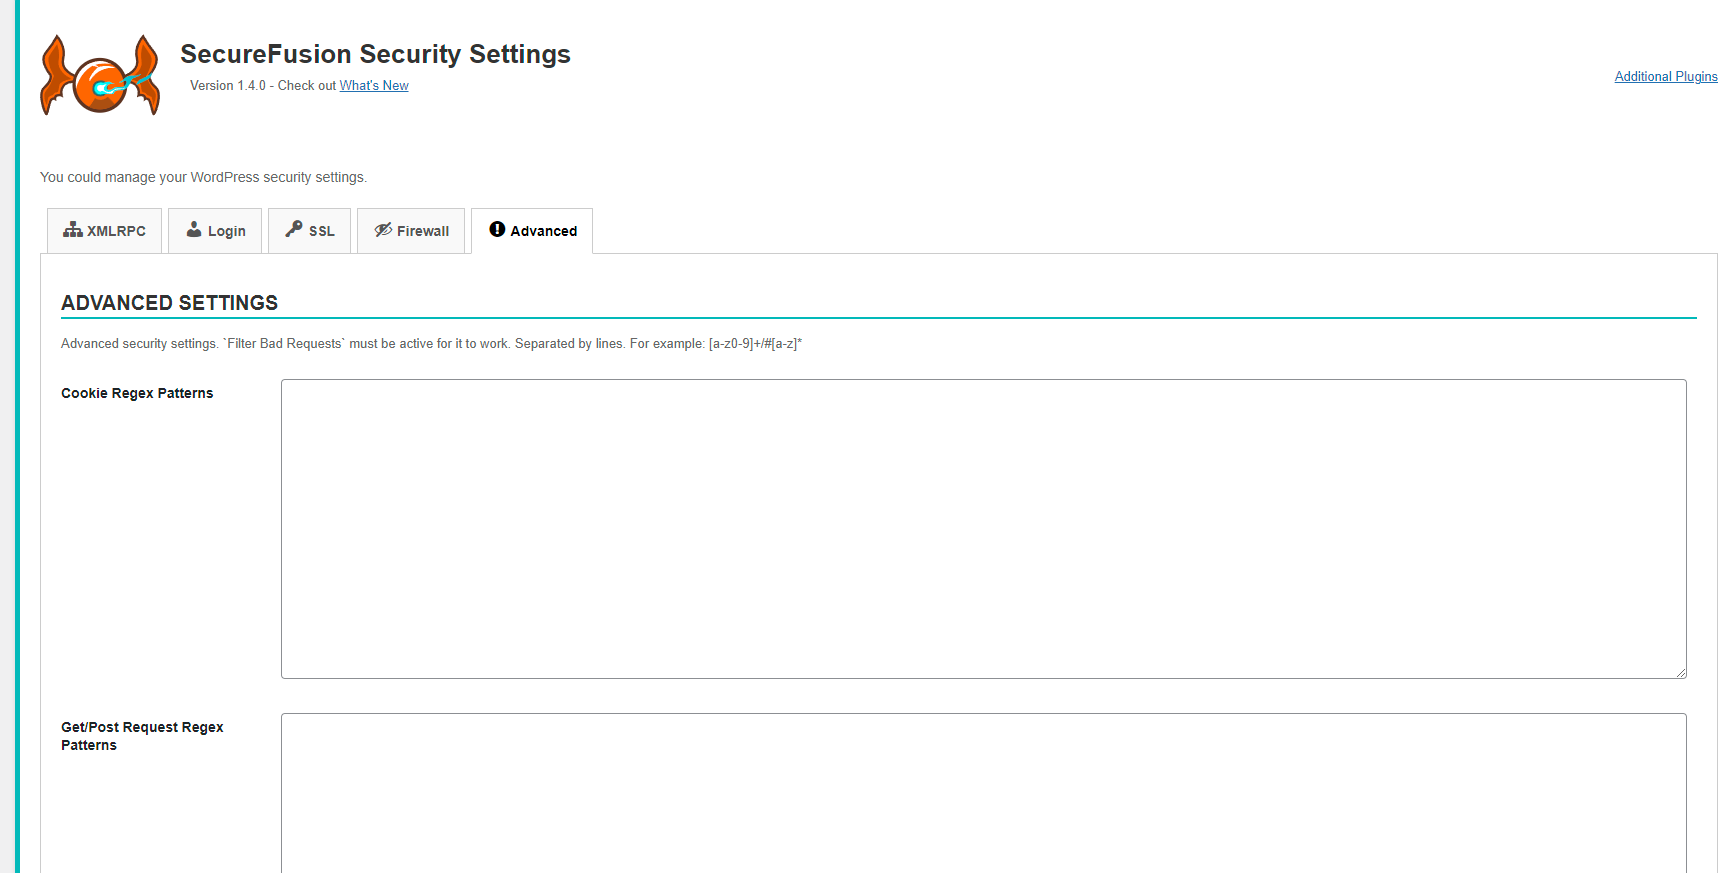 SecureFusion Security Settings
Version 1.4.0 - Check out What's New
Additional Plugins
You could manage your WordPress security settings.
XMLRPC Login SSL Firewall Advanced
ADVANCED SETTINGS
Advanced security settings. `Filter Bad Requests` must be active for it to work. Separated by lines. For example: [a-z0-9]+/#[a-z]*
Cookie Regex Patterns
Get/Post Request Regex
Patterns